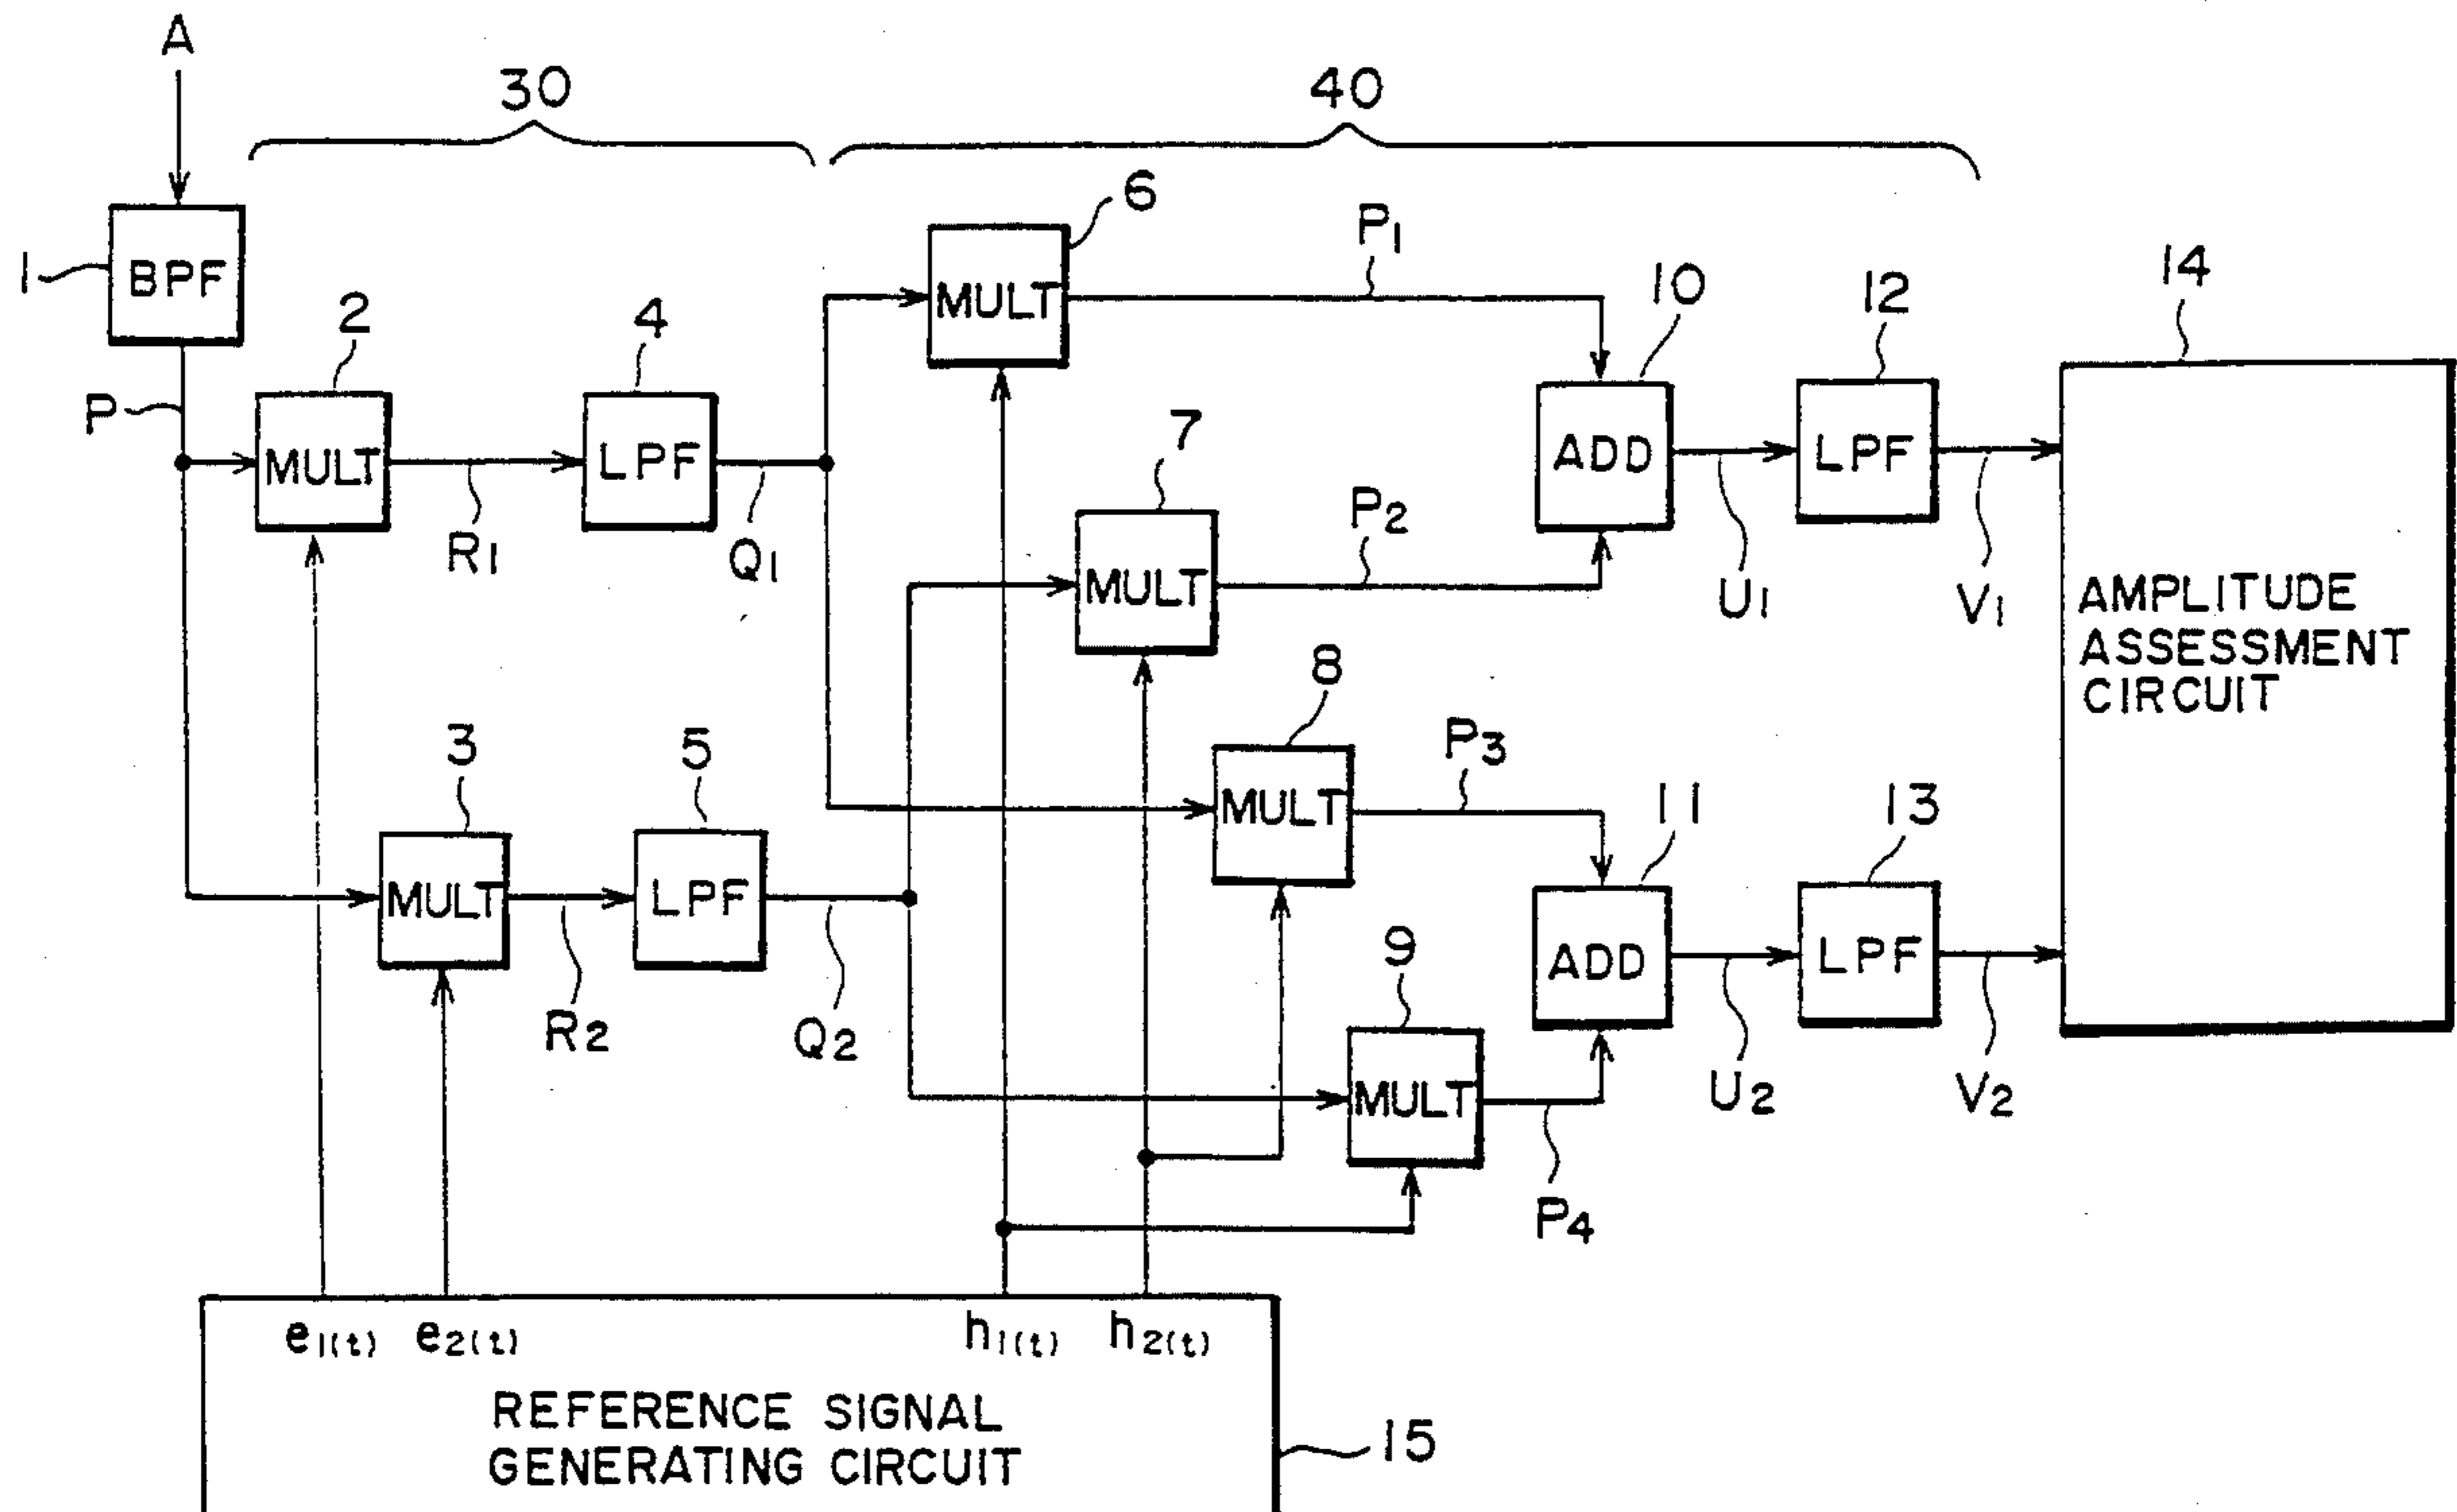 A
30
40
1
BPF
P
2
MULT
R1
4
LPF
Q1
6
MULT
P1
7
MULT
P2
10
ADD
U1
12
LPF
V1
14
AMPLITUDE
ASSESSMENT
CIRCUIT
3
MULT
R2
5
LPF
Q2
8
MULT
P3
9
MULT
P4
11
ADD
U2
13
LPF
V2
e1(t) e2(t) h1(t) h2(t)
REFERENCE SIGNAL
GENERATING CIRCUIT
15